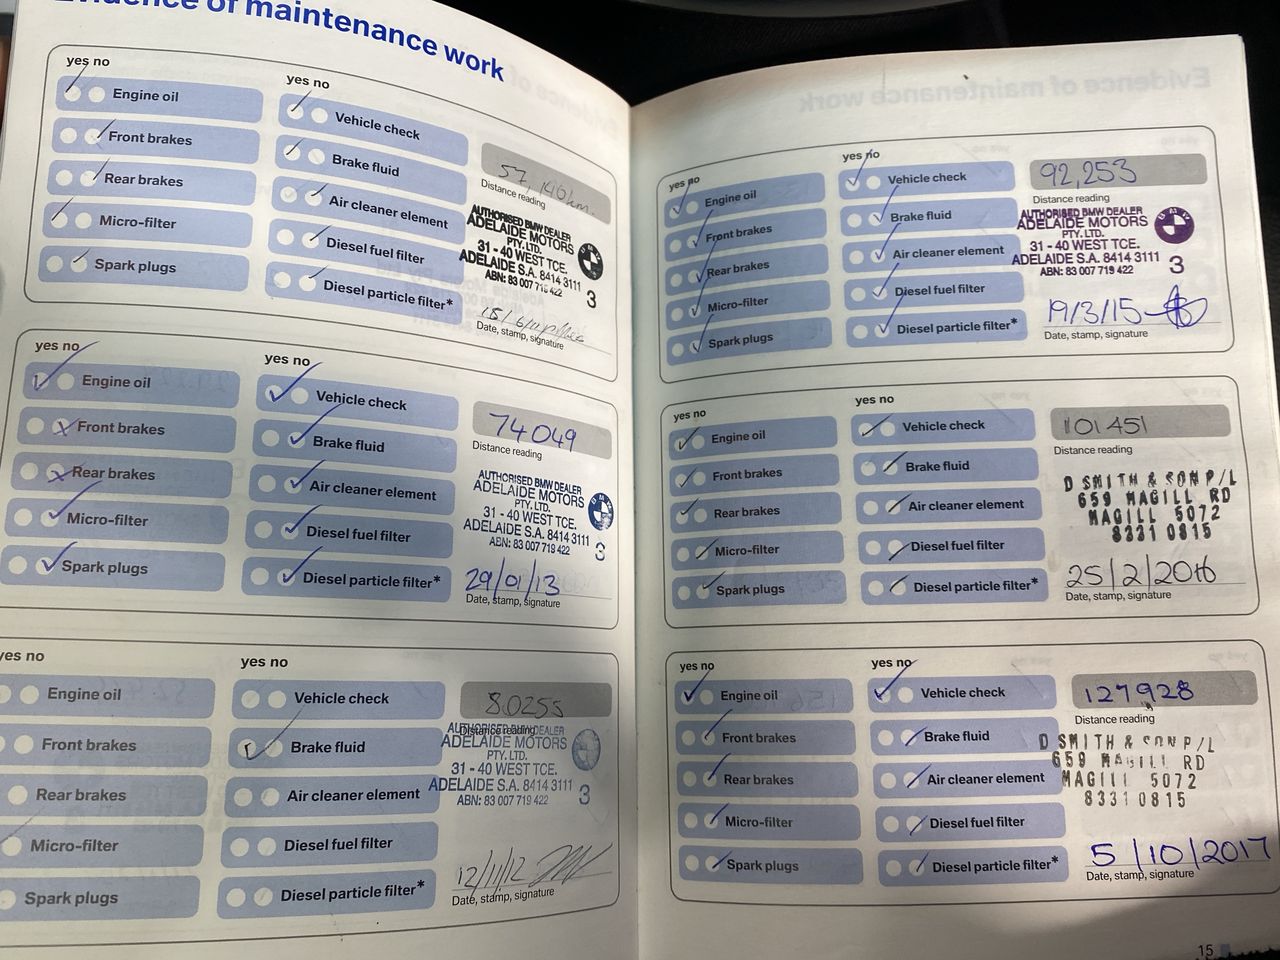 Evidence of maintenance work
yes no
Engine oil
Front brakes
Rear brakes
Micro-filter
Spark plugs
yes no
Vehicle check
Brake fluid
Air cleaner element
Diesel fuel filter
Diesel particle filter*
Distance reading
AUTHORISED BMW DEALER
ADELAIDE MOTORS
PTY. LTD.
31 - 40 WEST TCE.
ADELAIDE S.A. 8414 3111
ABN: 83 007 719 422
3
Date, stamp, signature
yes no
Engine oil
Front brakes
Rear brakes
Micro-filter
Spark plugs
yes no
Vehicle check
Brake fluid
Air cleaner element
Diesel fuel filter
Diesel particle filter*
74049
Distance reading
AUTHORISED BMW DEALER
ADELAIDE MOTORS
PTY. LTD.
31 - 40 WEST TCE.
ADELAIDE S.A. 8414 3111
ABN: 83 007 719 422
3
29/01/13
Date, stamp, signature
yes no
Engine oil
Front brakes
Rear brakes
Micro-filter
Spark plugs
yes no
Vehicle check
Brake fluid
Air cleaner element
Diesel fuel filter
Diesel particle filter*
80255
Distance reading
AUTHORISED BMW DEALER
ADELAIDE MOTORS
PTY. LTD.
31 - 40 WEST TCE.
ADELAIDE S.A. 8414 3111
ABN: 83 007 719 422
3
12/11/12
Date, stamp, signature
yes no
Engine oil
Front brakes
Rear brakes
Micro-filter
Spark plugs
yes no
Vehicle check
Brake fluid
Air cleaner element
Diesel fuel filter
Diesel particle filter*
92,253
Distance reading
AUTHORISED BMW DEALER
ADELAIDE MOTORS
PTY. LTD.
31 - 40 WEST TCE.
ADELAIDE S.A. 8414 3111
ABN: 83 007 719 422
3
19/3/15
Date, stamp, signature
yes no
Engine oil
Front brakes
Rear brakes
Micro-filter
Spark plugs
yes no
Vehicle check
Brake fluid
Air cleaner element
Diesel fuel filter
Diesel particle filter*
101451
Distance reading
D SMITH & SON P/L
659 MAGILL RD
MAGILL 5072
8331 0815
25/2/2016
Date, stamp, signature
yes no
Engine oil
Front brakes
Rear brakes
Micro-filter
Spark plugs
yes no
Vehicle check
Brake fluid
Air cleaner element
Diesel fuel filter
Diesel particle filter*
127928
Distance reading
D SMITH & SON P/L
659 MAGILL RD
MAGILL 5072
8331 0815
5/10/2017
Date, stamp, signature
15